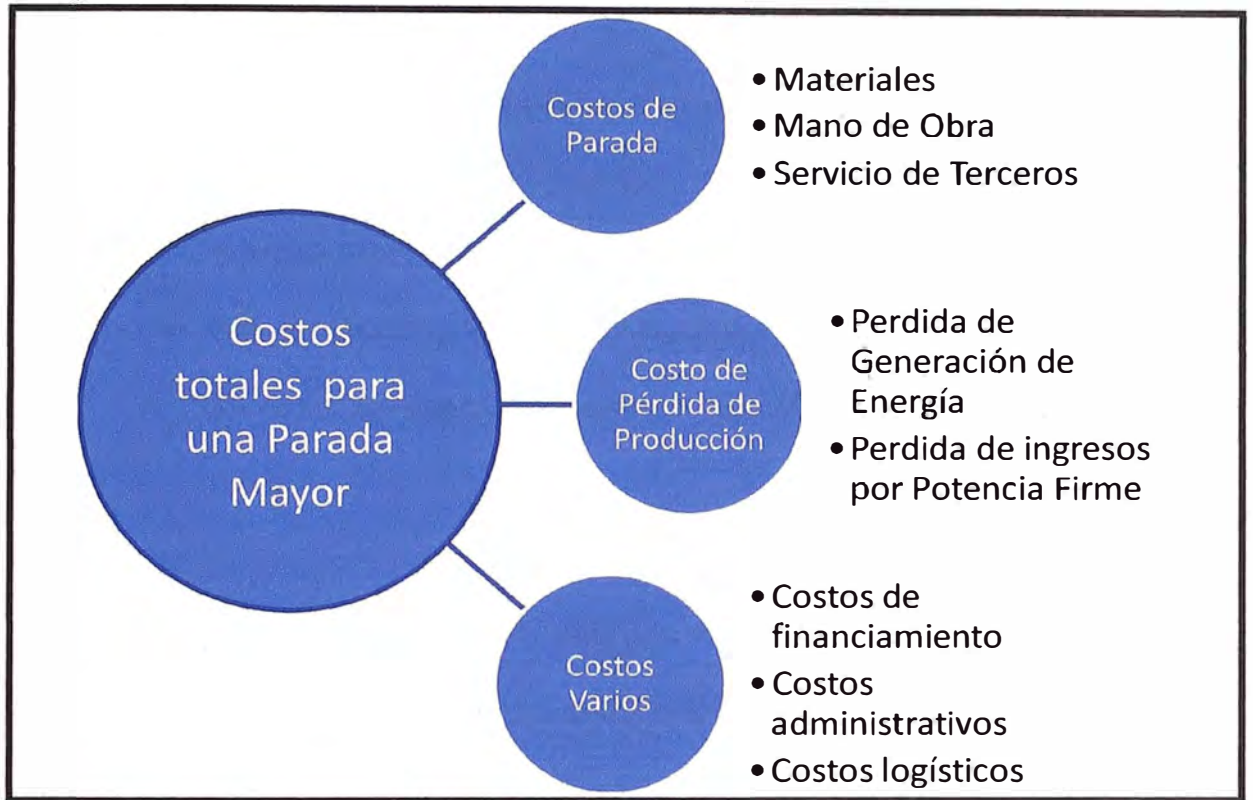 Costos
totales para
una Parada
Mayor
Costos de
Parada
• Materiales
• Mano de Obra
• Servicio de Terceros
Costo de
Pérdida de
Producción
• Perdida de
Generación de
Energía
• Perdida de ingresos
por Potencia Firme
Costos
Varios
• Costos de
financiamiento
• Costos
administrativos
• Costos logísticos